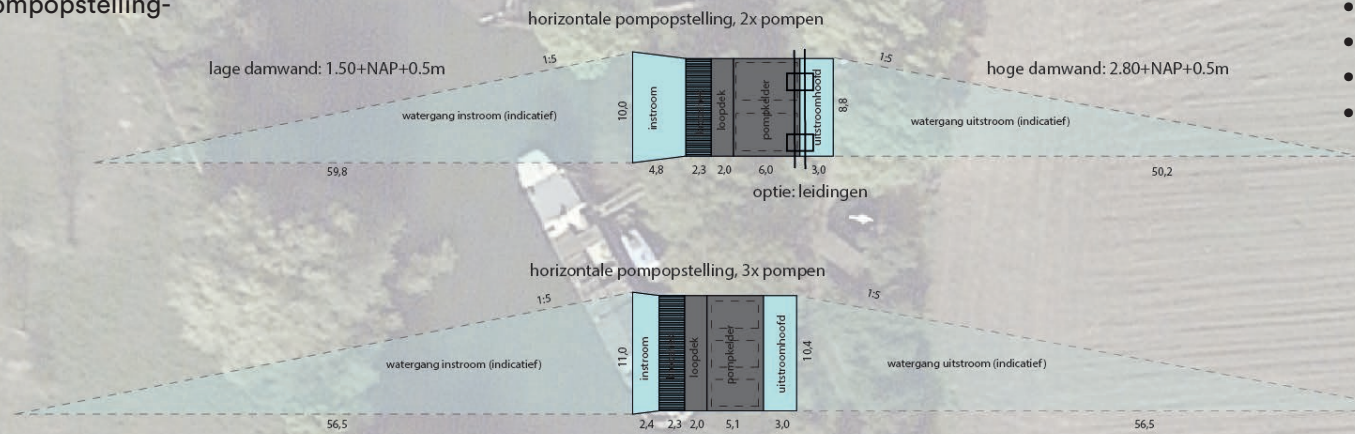 ompopstelling-
horizontale pompopstelling, 2x pompen
lage damwand: 1.50+NAP+0.5m
1:5
1:5
hoge damwand: 2.80+NAP+0.5m
watergang instroom (indicatief)
10,0
instroom
loopdek
pompkelder
uitstroomhoofd
8,8
watergang uitstroom (indicatief)
59,8
4,8
2,3
2,0
6,0
3,0
50,2
optie: leidingen
horizontale pompopstelling, 3x pompen
1:5
1:5
watergang instroom (indicatief)
11,0
instroom
loopdek
pompkelder
uitstroomhoofd
10,4
watergang uitstroom (indicatief)
56,5
2,4
2,3
2,0
5,1
3,0
56,5